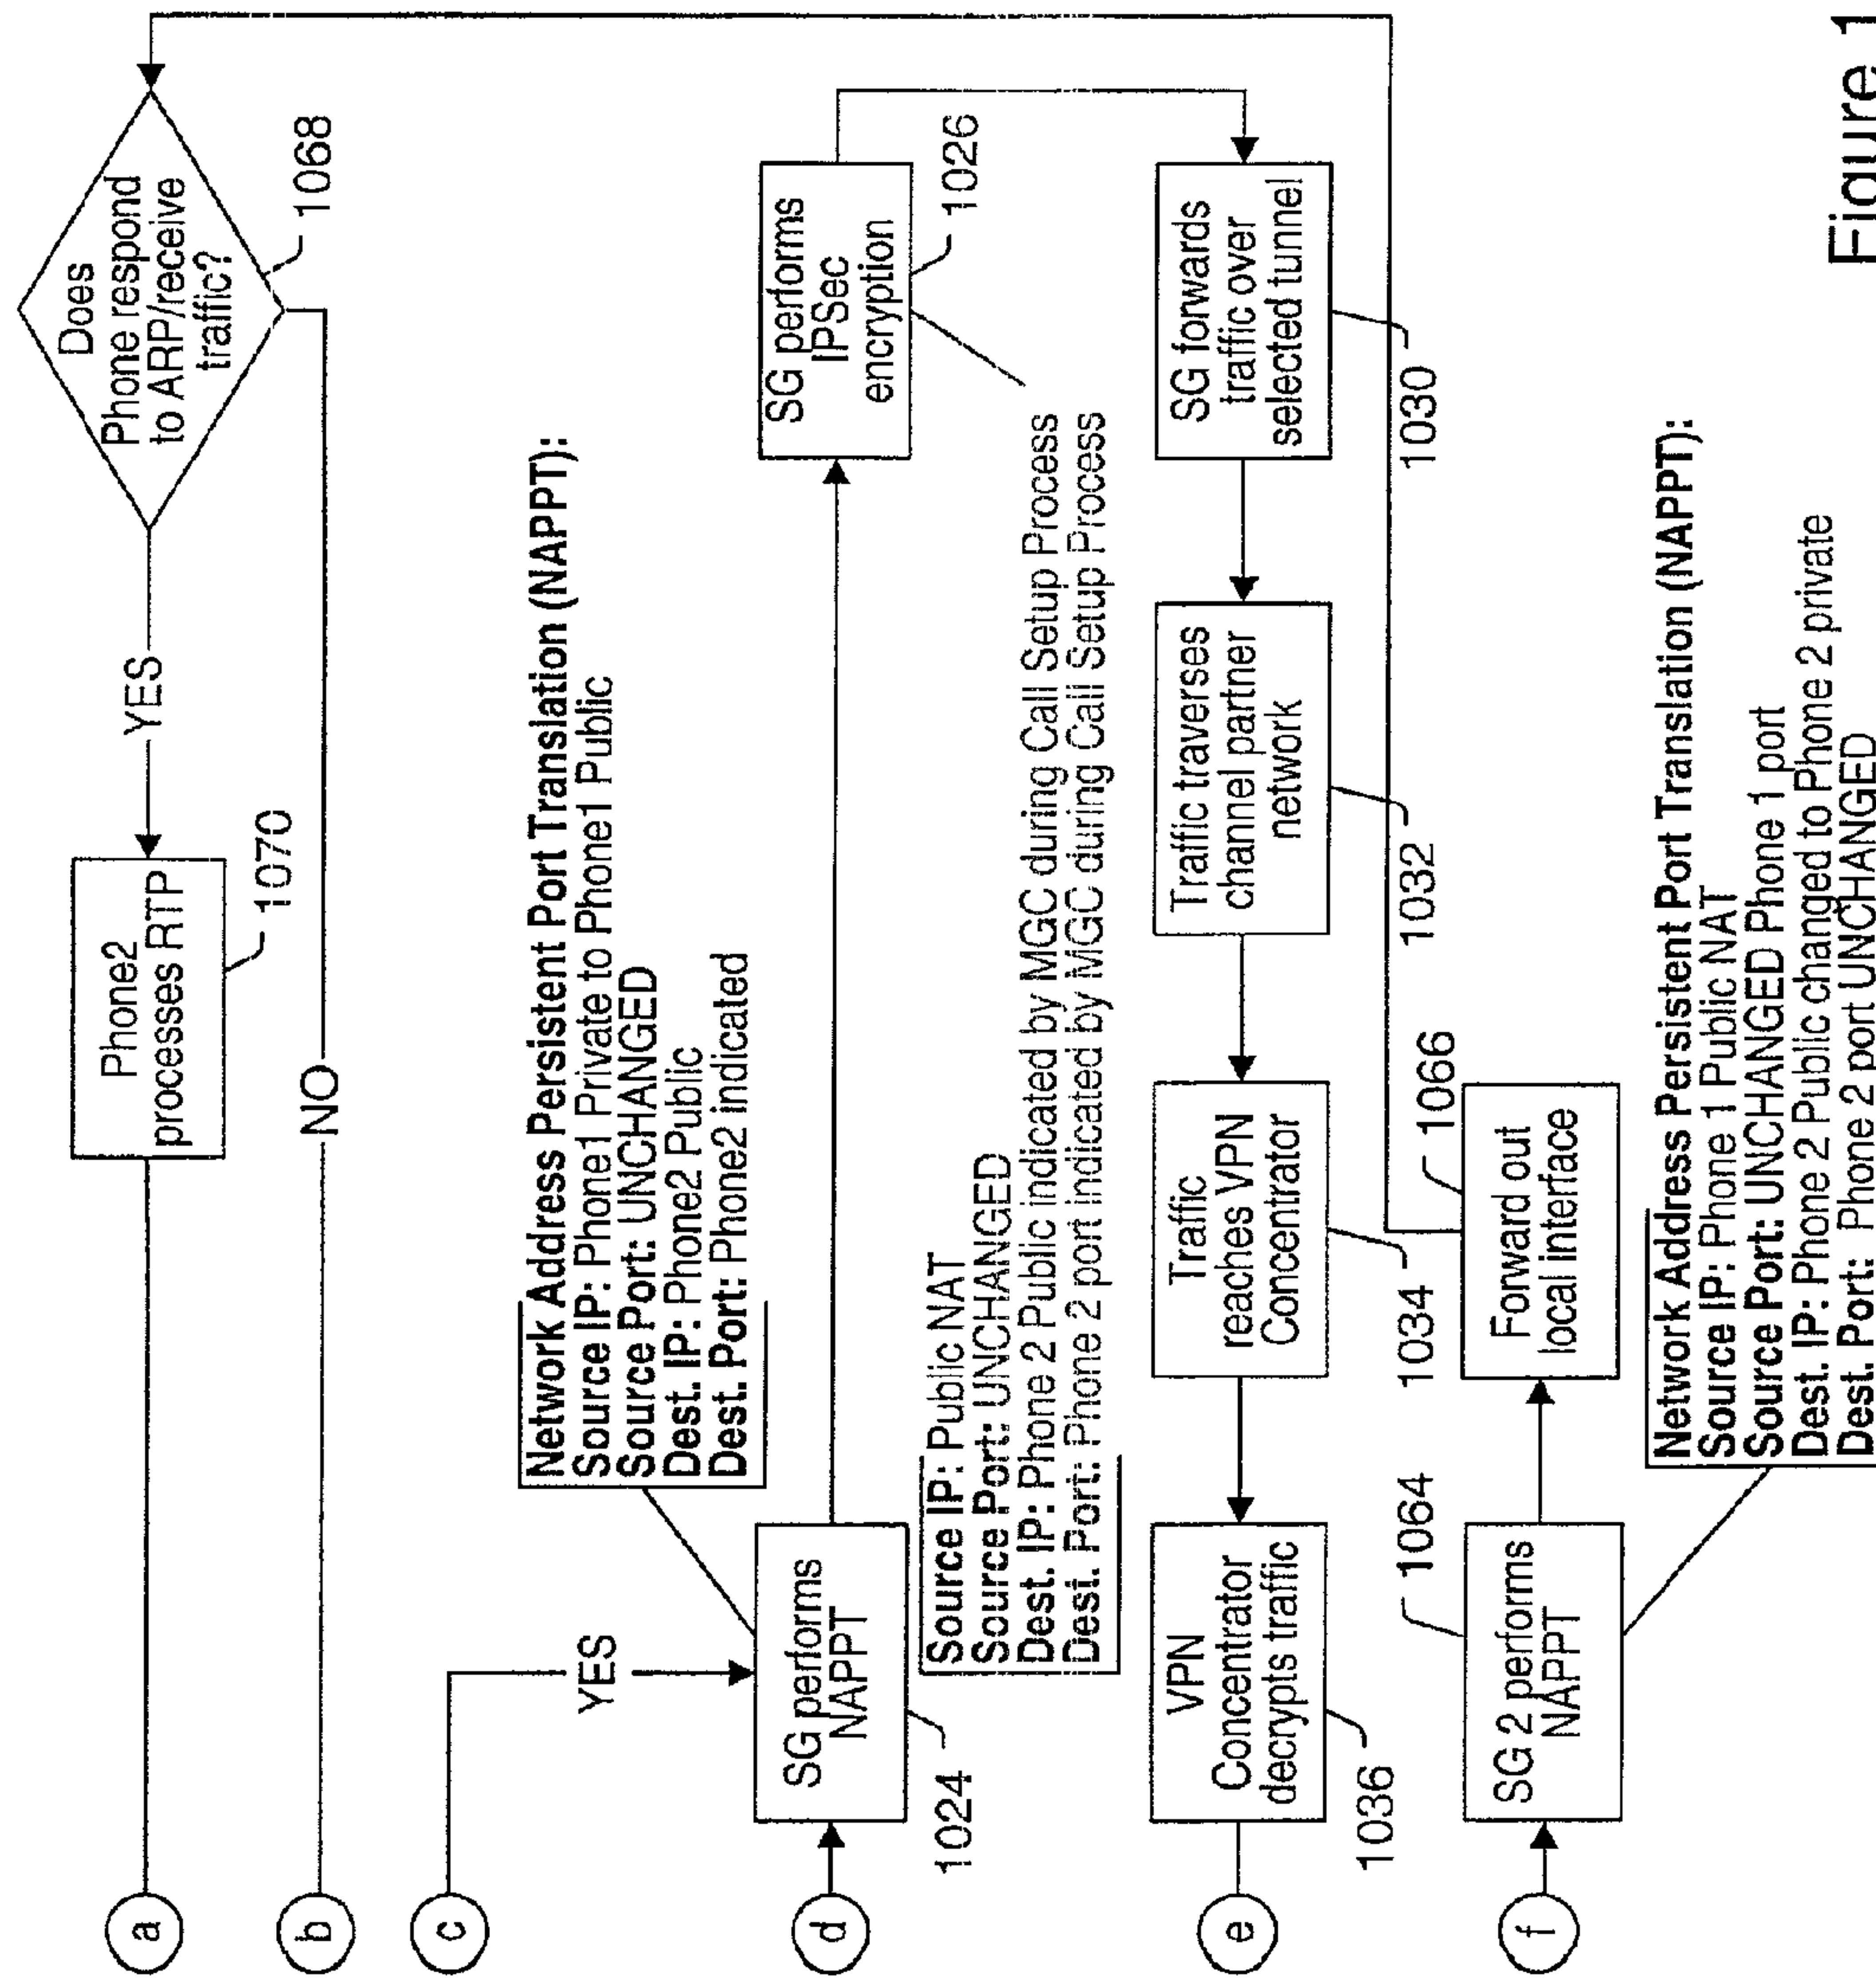 Does
Phone respond
to ARP/receive
traffic?
1068
YES
NO
Phone2
processes RTP
1070
a
b
c
YES
Network Address Persistent Port Translation (NAPPT):
Source IP: Phone1 Private to Phone1 Public
Source Port: UNCHANGED
Dest. IP: Phone2 Public
Dest. Port: Phone2 indicated
d
SG performs
NAPPT
1024
SG performs
IPSec
encryption
1026
Source IP: Public NAT
Source Port: UNCHANGED
Dest. IP: Phone 2 Public indicated by MGC during Call Setup Process
Dest. Port: Phone 2 port indicated by MGC during Call Setup Process
SG forwards
traffic over
selected tunnel
1030
Traffic traverses
channel partner
network
1032
Traffic
reaches VPN
Concentrator
1034
VPN
Concentrator
decrypts traffic
1036
e
f
SG 2 performs
NAPPT
1064
Forward out
local interface
1066
Network Address Persistent Port Translation (NAPPT):
Source IP: Phone 1 Public NAT
Source Port: UNCHANGED Phone 1 port
Dest. IP: Phone 2 Public changed to Phone 2 private
Dest. Port: Phone 2 port UNCHANGED
Figure 1